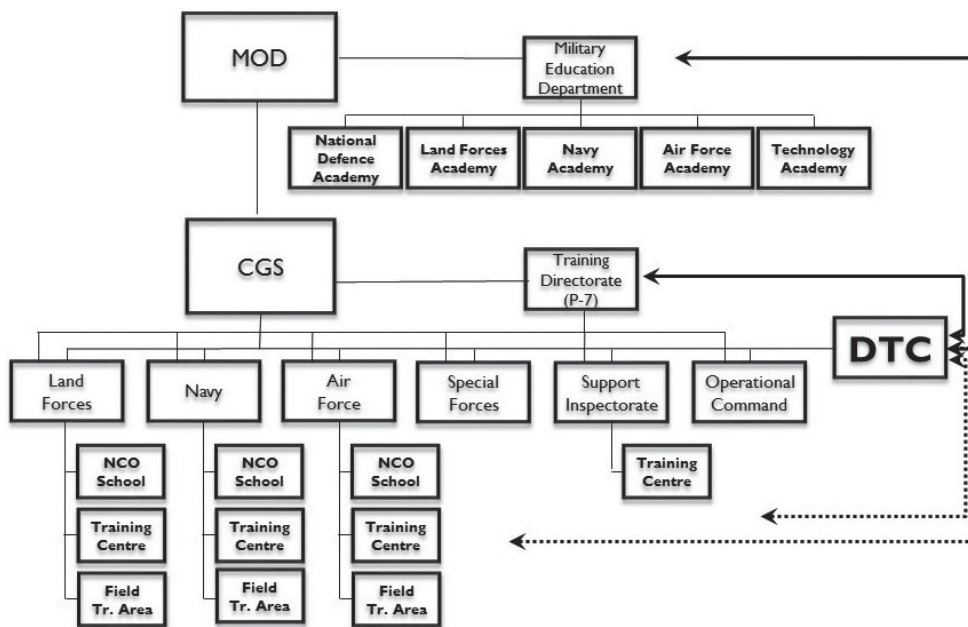 MOD
Military
Education
Department
National
Defence
Academy
Land Forces
Academy
Navy
Academy
Air Force
Academy
Technology
Academy
CGS
Training
Directorate
(P-7)
DTC
Land
Forces
Navy
Air
Force
Special
Forces
Support
Inspectorate
Operational
Command
NCO
School
NCO
School
NCO
School
Training
Centre
Training
Centre
Training
Centre
Training
Centre
Field
Tr. Area
Field
Tr. Area
Field
Tr. Area